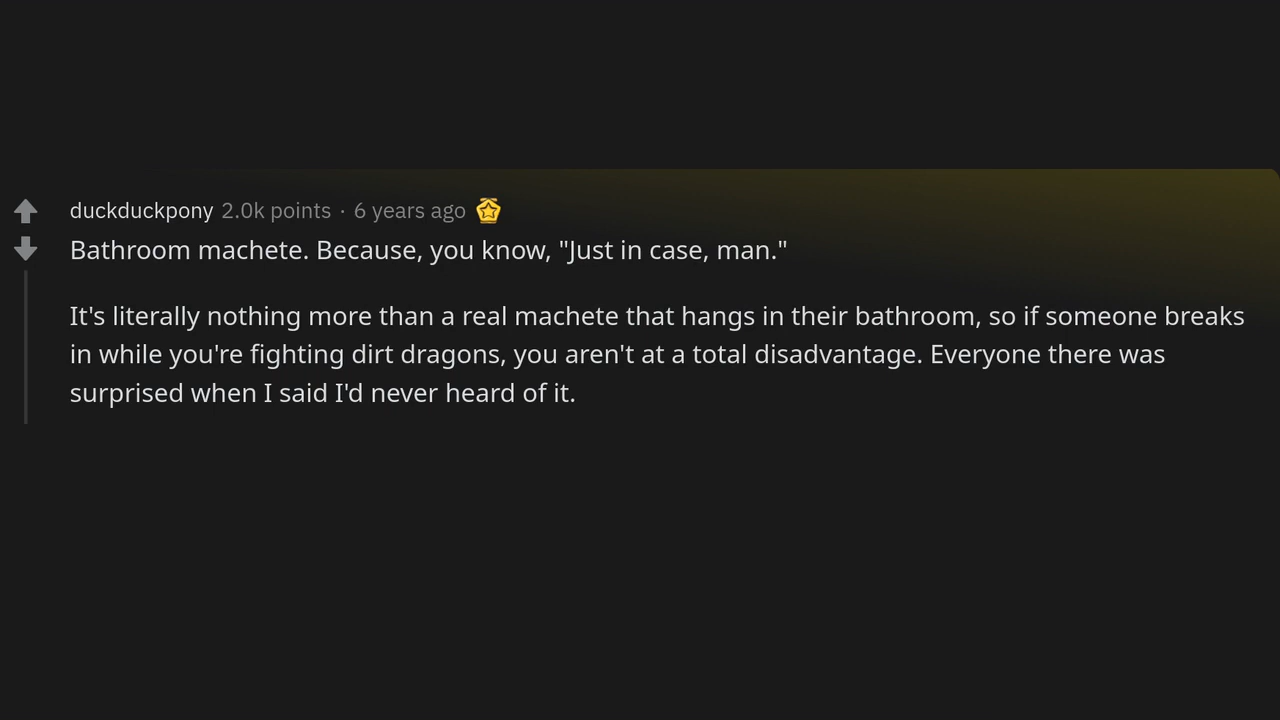 duckduckpony 2.0k points · 6 years ago
Bathroom machete. Because, you know, "Just in case, man."
It's literally nothing more than a real machete that hangs in their bathroom, so if someone breaks
in while you're fighting dirt dragons, you aren't at a total disadvantage. Everyone there was
surprised when I said I'd never heard of it.